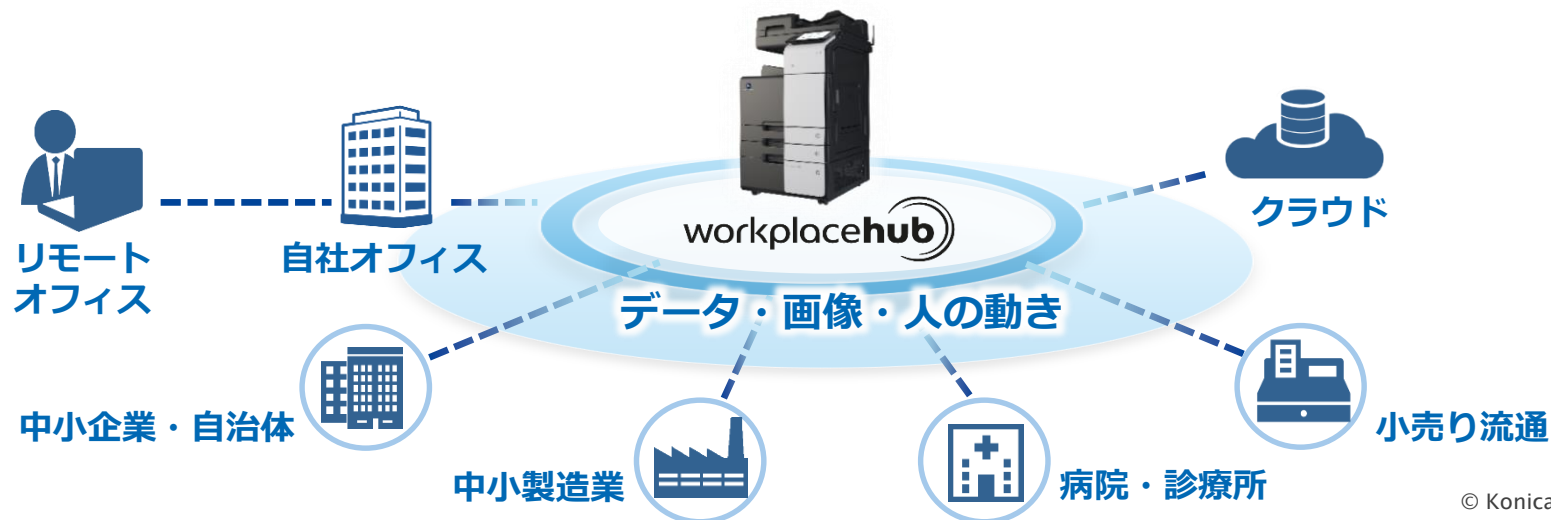 workplacehub
クラウド
リモート
オフィス
自社オフィス
データ・画像・人の動き
中小企業・自治体
小売り流通
中小製造業
病院・診療所
© Konica